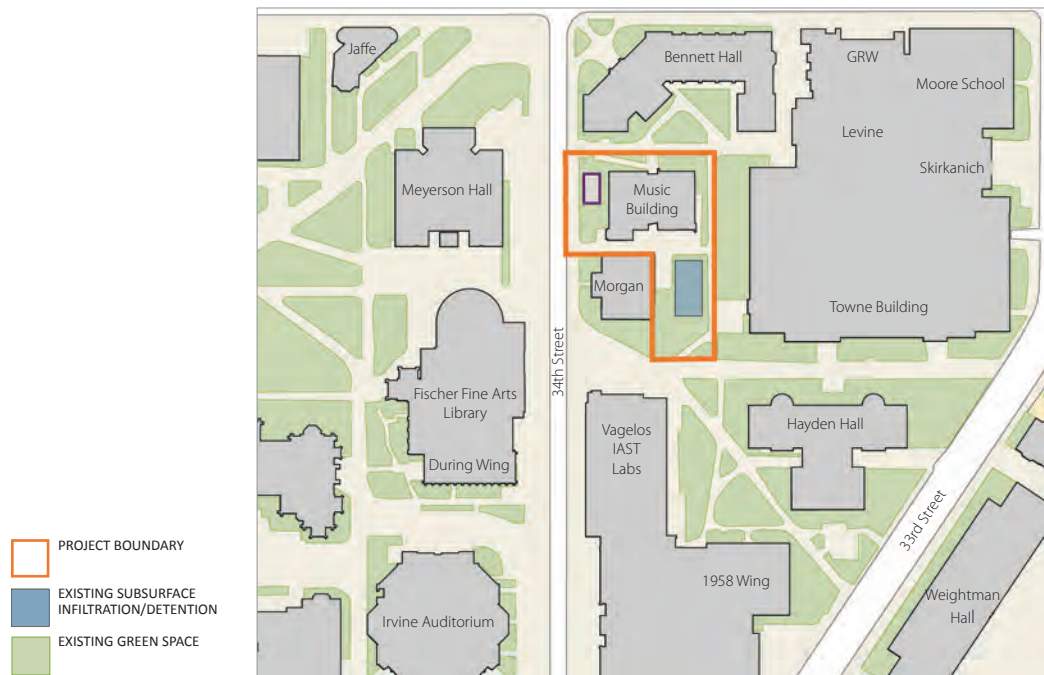 Jaffe
Bennett Hall
GRW
Moore School
Levine
Skirkanich
Meyerson Hall
Music
Building
Morgan
Towne Building
34th Street
Fischer Fine Arts
Library
During Wing
Vagelos
IAST
Labs
Hayden Hall
33rd Street
PROJECT BOUNDARY
EXISTING SUBSURFACE
INFILTRATION/DETENTION
EXISTING GREEN SPACE
1958 Wing
Irvine Auditorium
Weightman
Hall